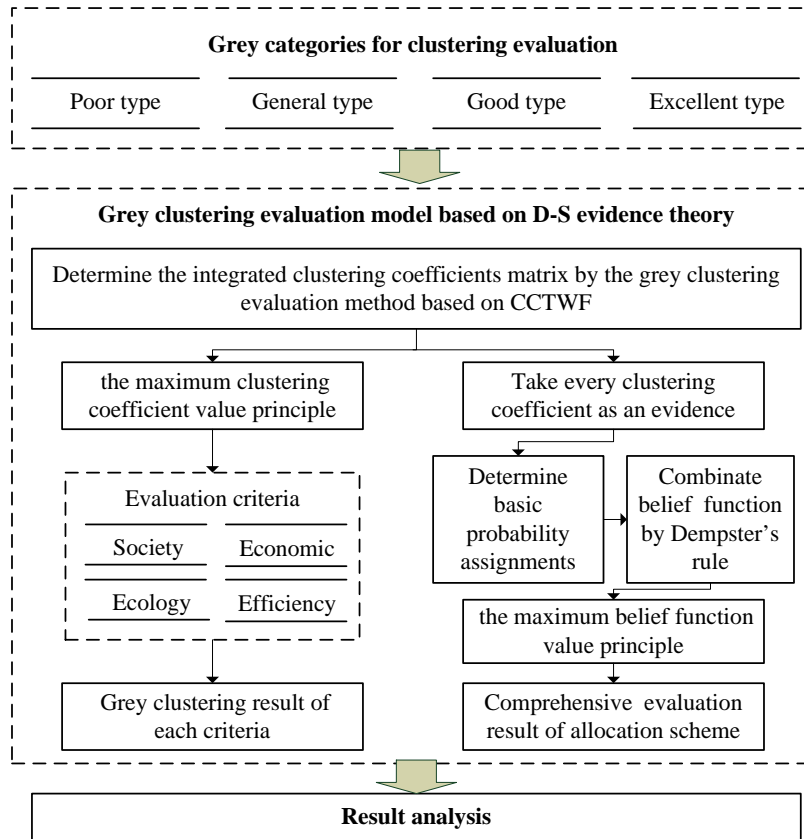 Grey categories for clustering evaluation
Poor type
General type
Good type
Excellent type
Grey clustering evaluation model based on D-S evidence theory
Determine the integrated clustering coefficients matrix by the grey clustering
evaluation method based on CCTWF
the maximum clustering
coefficient value principle
Take every clustering
coefficient as an evidence
Evaluation criteria
Society
Economic
Ecology
Efficiency
Determine
basic
probability
assignments
Combinate
belief function
by Dempster's
rule
the maximum belief function
value principle
Grey clustering result of
each criteria
Comprehensive evaluation
result of allocation scheme
Result analysis